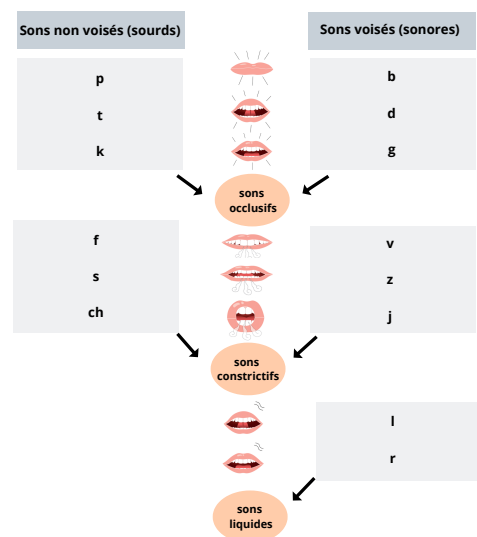 Sons non voisés (sourds)
Sons voisés (sonores)
p
b
t
d
k
g
sons
occlusifs
f
v
s
z
ch
j
sons
constrictifs
l
r
sons
liquides